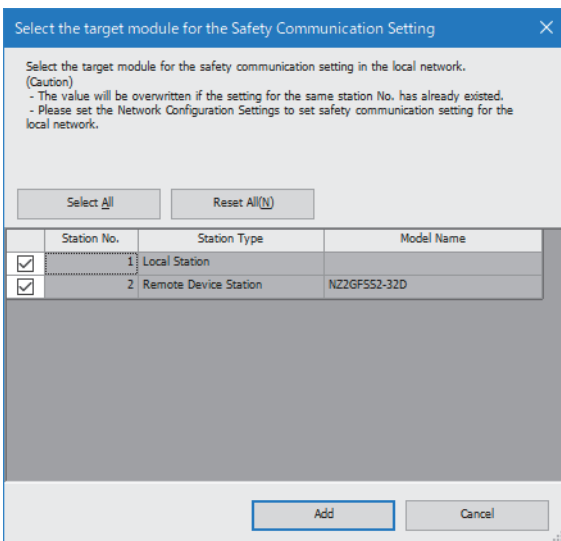 Select the target module for the Safety Communication Setting
Select the target module for the safety communication setting in the local network.
(Caution)
- The value will be overwritten if the setting for the same station No. has already existed.
- Please set the Network Configuration Settings to set safety communication setting for the
local network.
Select All Reset All(N)
Station No. Station Type Model Name
1 Local Station
2 Remote Device Station NZ2GFSS2-32D
Add Cancel